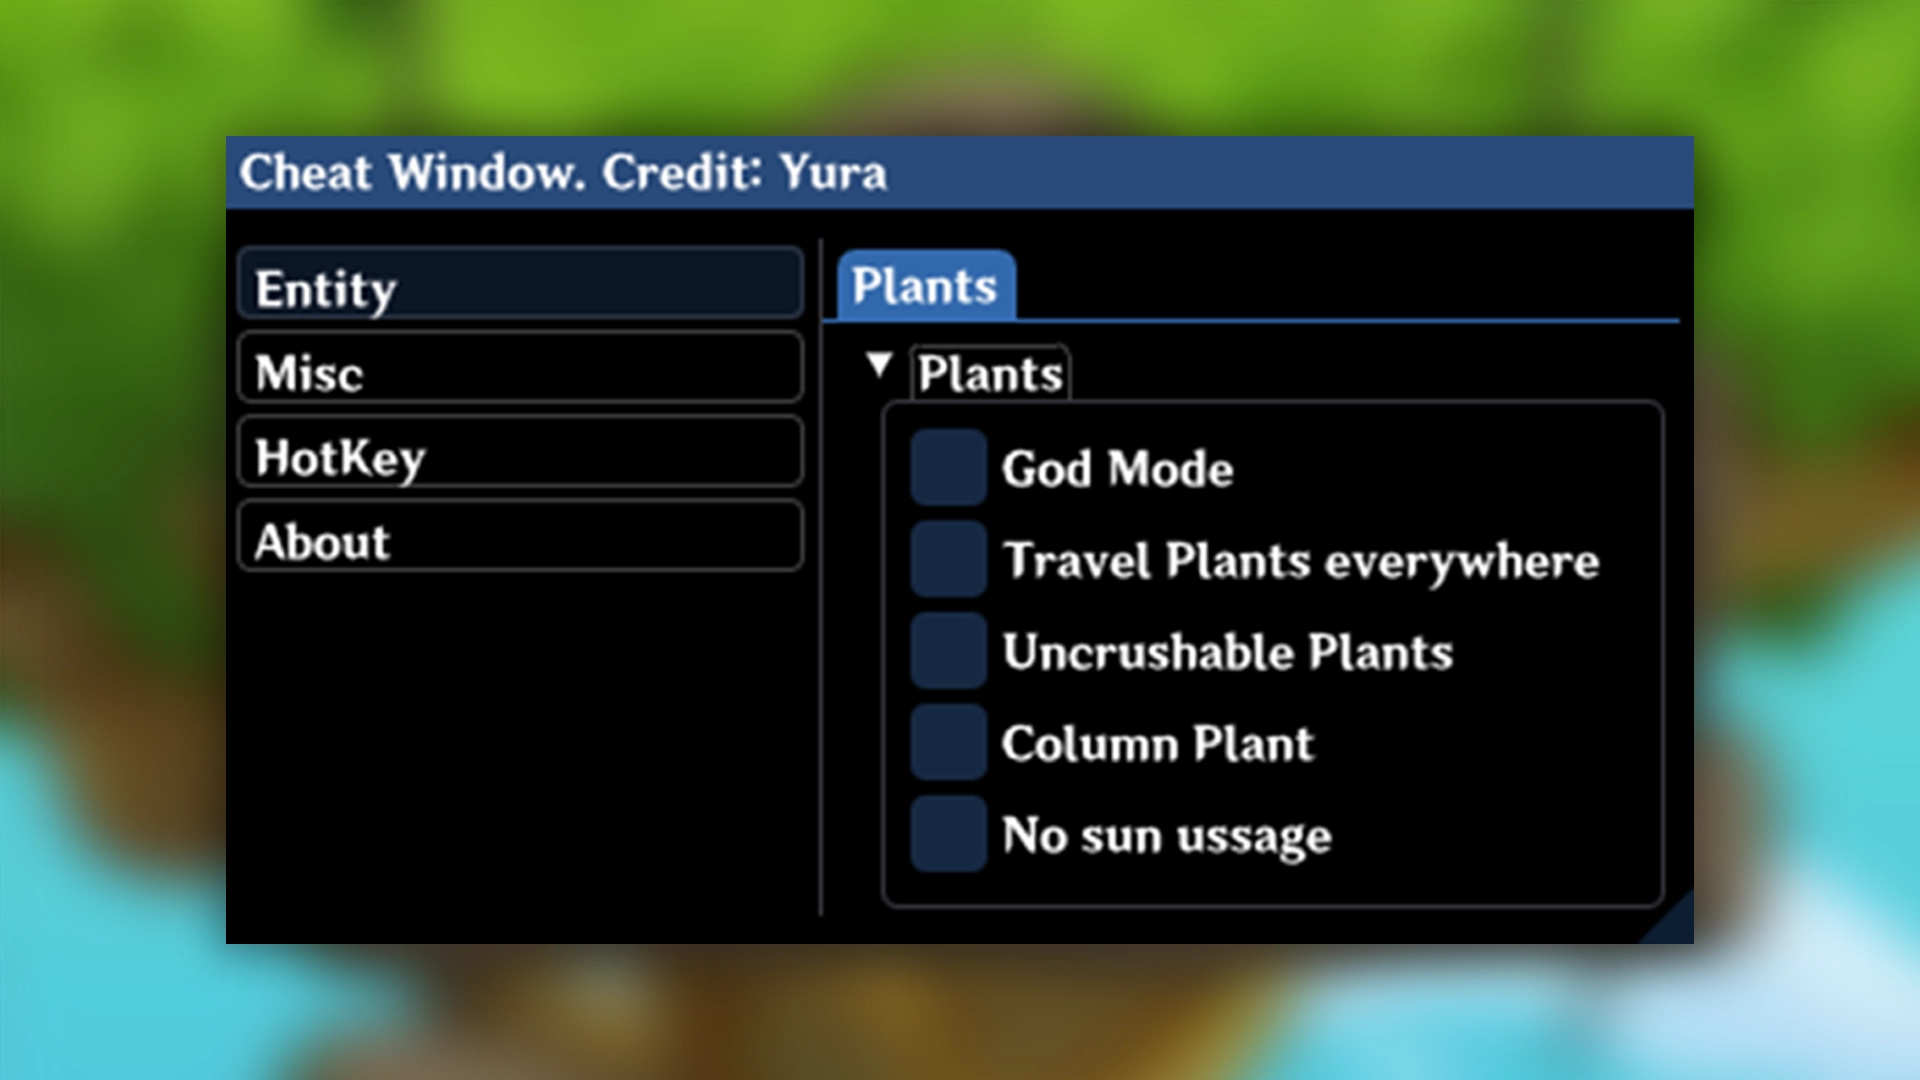 Cheat Window. Credit: Yura
Entity
Misc
HotKey
About
Plants
Plants
God Mode
Travel Plants everywhere
Uncrushable Plants
Column Plant
No sun ussage